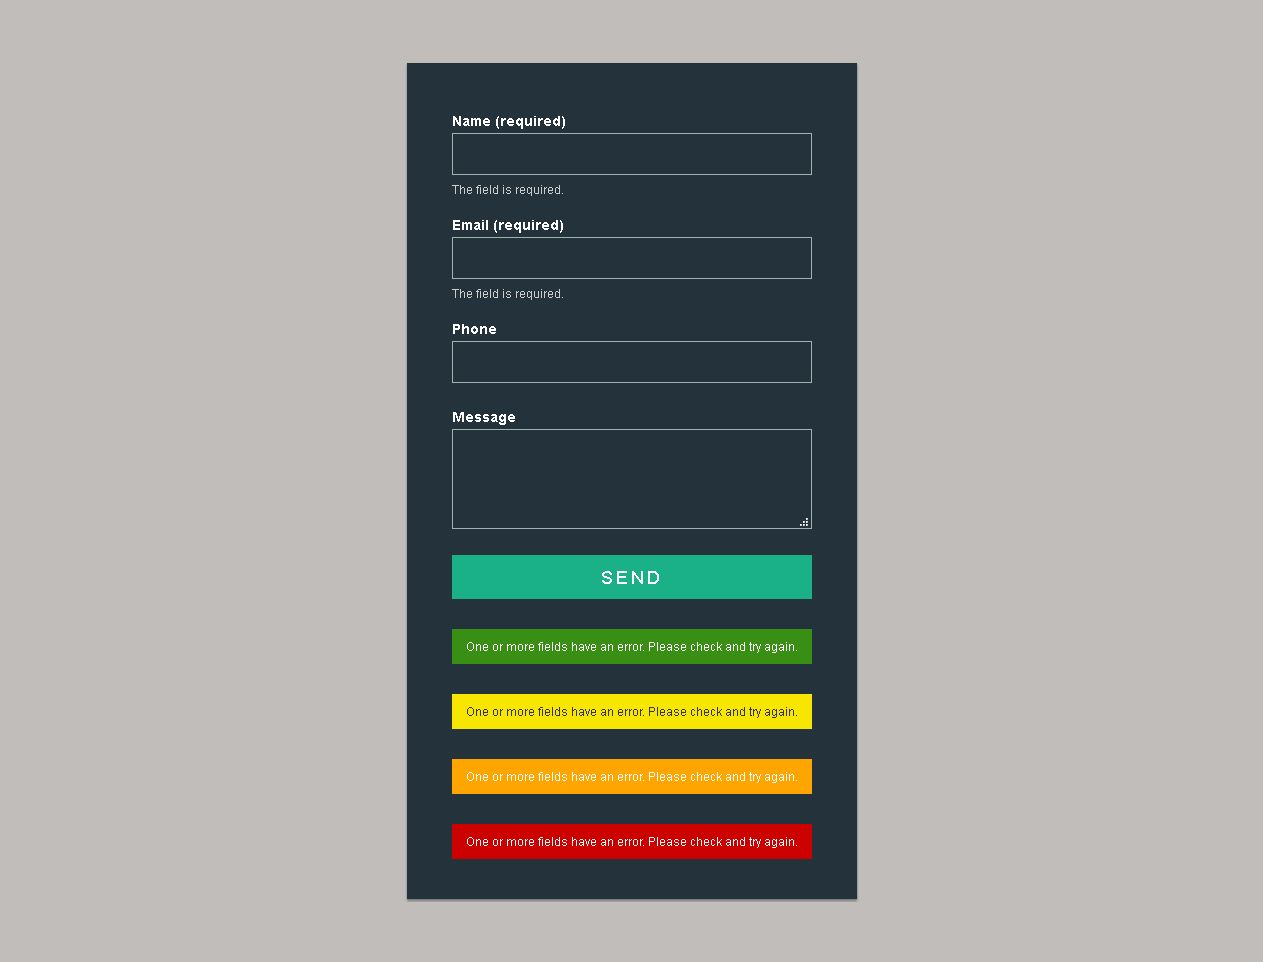 Name (required)
The field is required.
Email (required)
The field is required.
Phone
Message
SEND
One or more fields have an error. Please check and try again.
One or more fields have an error. Please check and try again.
One or more fields have an error. Please check and try again.
One or more fields have an error. Please check and try again.